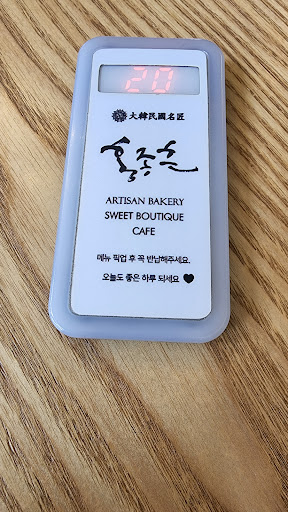 20
大韓民國名匠
홍종흔
ARTISAN BAKERY
SWEET BOUTIQUE
CAFE
메뉴 픽업 후 꼭 반납해주세요.
오늘도 좋은 하루 되세요 ♥